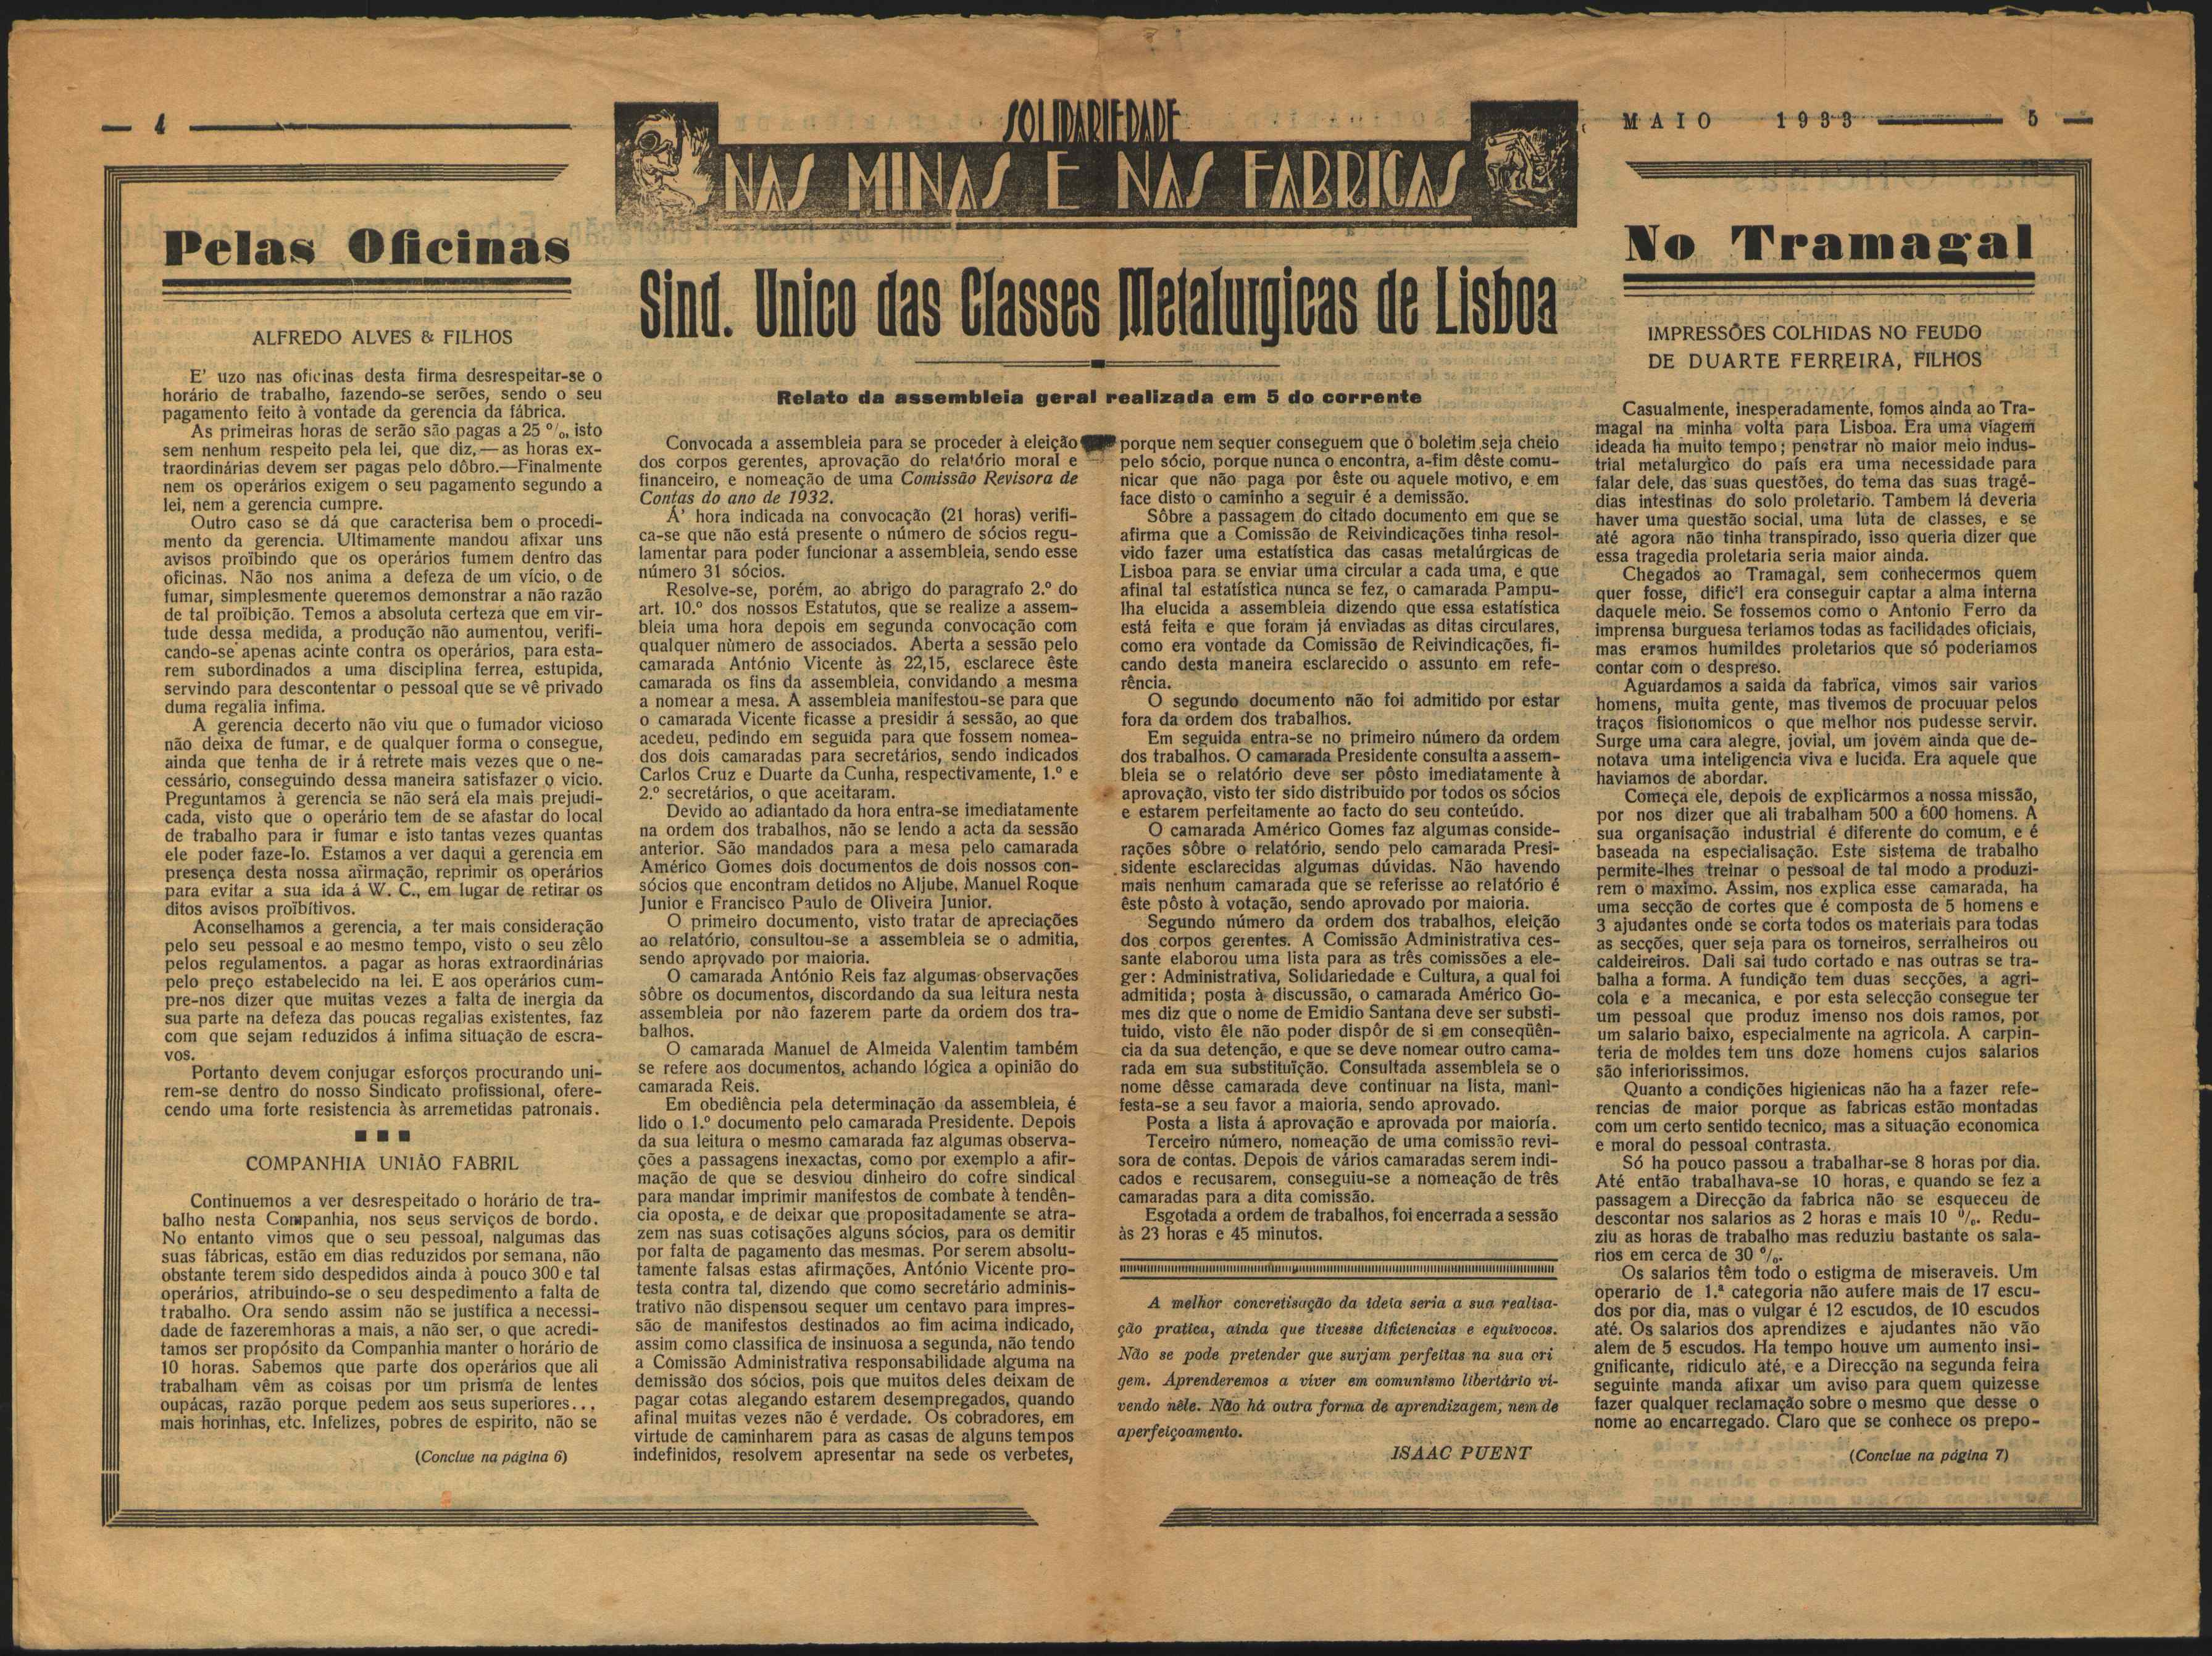 4
SOLIDARIEDADE
NAS MINAS E NAS FABRICAS
MAIO 1933
5
Pelas Oficinas
ALFREDO ALVES & FILHOS
E' uzo nas oficinas desta firma desrespeitar-se o
horário de trabalho, fazendo-se serões, sendo o seu
pagamento feito à vontade da gerencia da fábrica.
As primeiras horas de serão são pagas a 25 %, isto
sem nenhum respeito pela lei, que diz, — as horas ex-
traordinárias devem ser pagas pelo dôbro.—Finalmente
nem os operários exigem o seu pagamento segundo a
lei, nem a gerencia cumpre.
Outro caso se dá que caracterisa bem o procedi-
mento da gerencia. Ultimamente mandou afixar uns
avisos proïbindo que os operários fumem dentro das
oficinas. Não nos anima a defeza de um vício, o de
fumar, simplesmente queremos demonstrar a não razão
de tal proïbição. Temos a absoluta certeza que em vir-
tude dessa medida, a produção não aumentou, verifi-
cando-se apenas acinte contra os operários, para esta-
rem subordinados a uma disciplina ferrea, estupida,
servindo para descontentar o pessoal que se vê privado
duma regalia infima.
A gerencia decerto não viu que o fumador vicioso
não deixa de fumar, e de qualquer forma o consegue,
ainda que tenha de ir á retrete mais vezes que o ne-
cessário, conseguindo dessa maneira satisfazer o vicio.
Preguntamos à gerencia se não será ela mais prejudi-
cada, visto que o operário tem de se afastar do local
de trabalho para ir fumar e isto tantas vezes quantas
ele poder faze-lo. Estamos a ver daqui a gerencia em
presença desta nossa afirmação, reprimir os operários
para evitar a sua ida á W. C., em lugar de retirar os
ditos avisos proïbítivos.
Aconselhamos a gerencia, a ter mais consideração
pelo seu pessoal e ao mesmo tempo, visto o seu zêlo
pelos regulamentos. a pagar as horas extraordinárias
pelo preço estabelecido na lei. E aos operários cum-
pre-nos dizer que muitas vezes a falta de inergia da
sua parte na defeza das poucas regalias existentes, faz
com que sejam reduzidos á infima situação de escra-
vos.
Portanto devem conjugar esforços procurando uni-
rem-se dentro do nosso Sindicato profissional, ofere-
cendo uma forte resistencia às arremetidas patronais.
COMPANHIA UNIÃO FABRIL
Continuemos a ver desrespeitado o horário de tra-
balho nesta Companhia, nos seus serviços de bordo.
No entanto vimos que o seu pessoal, nalgumas das
suas fábricas, estão em dias reduzidos por semana, não
obstante terem sido despedidos ainda à pouco 300 e tal
operários, atribuindo-se o seu despedimento a falta de
trabalho. Ora sendo assim não se justífica a necessi-
dade de fazeremhoras a mais, a não ser, o que acredi-
tamos ser propósito da Companhia manter o horário de
10 horas. Sabemos que parte dos operários que ali
trabalham vêm as coisas por um prisma de lentes
oupácas, razão porque pedem aos seus superiores...
mais horinhas, etc. Infelizes, pobres de espirito, não se
(Conclue na página 6)
Sind. Unico das Classes Metalurgicas de Lisboa
Relato da assembleia geral realizada em 5 do corrente
Convocada a assembleia para se proceder à eleição
dos corpos gerentes, aprovação do relatório moral e
financeiro, e nomeação de uma Comissão Revisora de
Contas do ano de 1932.
Á' hora indicada na convocação (21 horas) verifi-
ca-se que não está presente o número de sócios regu-
lamentar para poder funcionar a assembleia, sendo esse
número 31 sócios.
Resolve-se, porém, ao abrigo do paragrafo 2.º do
art. 10.º dos nossos Estatutos, que se realize a assem-
bleia uma hora depois em segunda convocação com
qualquer nùmero de associados. Aberta a sessão pelo
camarada António Vicente às 22,15, esclarece êste
camarada os fins da assembleia, convidando a mesma
a nomear a mesa. A assembleia manifestou-se para que
o camarada Vicente ficasse a presidir á sessão, ao que
acedeu, pedindo em seguida para que fossem nomea-
dos dois camaradas para secretários, sendo indicados
Carlos Cruz e Duarte da Cunha, respectivamente, 1.º e
2.º secretários, o que aceitaram.
Devido ao adiantado da hora entra-se imediatamente
na ordem dos trabalhos, não se lendo a acta da sessão
anterior. São mandados para a mesa pelo camarada
Américo Gomes dois documentos de dois nossos con-
sócios que encontram detidos no Aljube, Manuel Roque
Junior e Francisco Paulo de Oliveira Junior.
O primeiro documento, visto tratar de apreciações
ao relatório, consultou-se a assembleia se o admitia,
sendo aprovado por maioria.
O camarada António Reis faz algumas observações
sôbre os documentos, discordando da sua leitura nesta
assembleia por não fazerem parte da ordem dos tra-
balhos.
O camarada Manuel de Almeida Valentim também
se refere aos documentos, achando lógica a opinião do
camarada Reis.
Em obediência pela determinação da assembleia, é
lido o 1.º documento pelo camarada Presidente. Depois
da sua leitura o mesmo camarada faz algumas observa-
ções a passagens inexactas, como por exemplo a afir-
mação de que se desviou dinheiro do cofre sindical
para mandar imprimir manifestos de combate à tendên-
cia oposta, e de deixar que propositadamente se atra-
zem nas suas cotisações alguns sócios, para os demitir
por falta de pagamento das mesmas. Por serem absolu-
tamente falsas estas afirmações, António Vicente pro-
testa contra tal, dizendo que como secretário adminis-
trativo não dispensou sequer um centavo para impres-
são de manifestos destinados ao fim acima indicado,
assim como classifica de insinuosa a segunda, não tendo
a Comissão Administrativa responsabilidade alguma na
demissão dos sócios, pois que muitos deles deixam de
pagar cotas alegando estarem desempregados, quando
afinal muitas vezes não é verdade. Os cobradores, em
virtude de caminharem para as casas de alguns tempos
indefinidos, resolvem apresentar na sede os verbetes,
porque nem sequer conseguem que o boletim seja cheio
pelo sócio, porque nunca o encontra, a-fim dêste comu-
nicar que não paga por êste ou aquele motivo, e em
face disto o caminho a seguir é a demissão.
Sôbre a passagem do citado documento em que se
afirma que a Comissão de Reivindicações tinha resol-
vido fazer uma estatística das casas metalúrgicas de
Lisboa para se enviar uma circular a cada uma, e que
afinal tal estatística nunca se fez, o camarada Pampu-
lha elucida a assembleia dizendo que essa estatística
está feita e que foram já enviadas as ditas circulares,
como era vontade da Comissão de Reivindicações, fi-
cando desta maneira esclarecido o assunto em refe-
rência.
O segundo documento não foi admitido por estar
fora da ordem dos trabalhos.
Em seguida entra-se no primeiro número da ordem
dos trabalhos. O camarada Presidente consulta a assem-
bleia se o relatório deve ser pôsto imediatamente à
aprovação, visto ter sido distribuido por todos os sócios
e estarem perfeitamente ao facto do seu conteúdo.
O camarada Américo Gomes faz algumas conside-
rações sôbre o relatório, sendo pelo camarada Presi-
sidente esclarecidas algumas dúvidas. Não havendo
mais nenhum camarada que se referisse ao relatório é
êste pôsto à votação, sendo aprovado por maioria.
Segundo número da ordem dos trabalhos, eleição
dos corpos gerentes. A Comissão Administrativa ces-
sante elaborou uma lista para as três comissões a ele-
ger : Administrativa, Solidariedade e Cultura, a qual foi
admitida ; posta à discussão, o camarada Américo Go-
mes diz que o nome de Emidio Santana deve ser substi-
tuido, visto êle não poder dispôr de si em conseqüên-
cia da sua detenção, e que se deve nomear outro cama-
rada em sua substituïção. Consultada assembleia se o
nome dêsse camarada deve continuar na lista, mani-
festa-se a seu favor a maioria, sendo aprovado.
Posta a lista á aprovação e aprovada por maioría.
Terceiro número, nomeação de uma comissão revi-
sora de contas. Depois de vários camaradas serem indi-
cados e recusarem, conseguiu-se a nomeação de três
camaradas para a dita comissão.
Esgotada a ordem de trabalhos, foi encerrada a sessão
às 23 horas e 45 minutos.
A melhor concretisação da ideia seria a sua realisa-
ção pratica, ainda que tivesse dificiencias e equivocos.
Não se pode pretender que surjam perfeitas na sua ori
gem. Aprenderemos a viver em comunismo libertário vi-
vendo nêle. Não há outra forma de aprendizagem, nem de
aperfeiçoamento.
ISAAC PUENT
No Tramagal
IMPRESSÕES COLHIDAS NO FEUDO
DE DUARTE FERREIRA, FILHOS
Casualmente, inesperadamente, fomos ainda ao Tra-
magal na minha volta para Lisboa. Era uma viagem
ideada ha muito tempo ; penetrar no maior meio indus-
trial metalurgico do país era uma necessidade para
falar dele, das suas questões, do tema das suas tragé-
dias intestinas do solo proletario. Tambem lá deveria
haver uma questão social, uma luta de classes, e se
até agora não tinha transpirado, isso queria dizer que
essa tragedia proletaria seria maior ainda.
Chegados ao Tramagal, sem conhecermos quem
quer fosse, dific'l era conseguir captar a alma interna
daquele meio. Se fossemos como o Antonio Ferro da
imprensa burguesa teriamos todas as facilidades oficiais,
mas eramos humildes proletarios que só poderiamos
contar com o despreso.
Aguardamos a saida da fabrïca, vimos sair varios
homens, muita gente, mas tivemos de procuuar pelos
traços fisionomicos o que melhor nos pudesse servir.
Surge uma cara alegre, jovial, um jovem ainda que de-
notava uma inteligencia viva e lucida. Era aquele que
haviamos de abordar.
Começa ele, depois de explicarmos a nossa missão,
por nos dizer que ali trabalham 500 a 600 homens. A
sua organisação industrial é diferente do comum, e é
baseada na especialisação. Este sistema de trabalho
permite-lhes treinar o pessoal de tal modo a produzi-
rem o maximo. Assim, nos explica esse camarada, ha
uma secção de cortes que é composta de 5 homens e
3 ajudantes onde se corta todos os materiais para todas
as secções, quer seja para os torneiros, serralheiros ou
caldeireiros. Dali sai tudo cortado e nas outras se tra-
balha a forma. A fundição tem duas secções, a agri-
cola e a mecanica, e por esta selecção consegue ter
um pessoal que produz imenso nos dois ramos, por
um salario baixo, especialmente na agricola. A carpin-
teria de moldes tem uns doze homens cujos salarios
são inferiorissimos.
Quanto a condições higienicas não ha a fazer refe-
rencias de maior porque as fabricas estão montadas
com um certo sentido tecnico, mas a situação economica
e moral do pessoal contrasta.
Só ha pouco passou a trabalhar-se 8 horas por dia.
Até então trabalhava-se 10 horas, e quando se fez a
passagem a Direcção da fabrica não se esqueceu de
descontar nos salarios as 2 horas e mais 10 %. Redu-
ziu as horas de trabalho mas reduziu bastante os sala-
rios em cerca de 30 %.
Os salarios têm todo o estigma de miseraveis. Um
operario de 1.ª categoria não aufere mais de 17 escu-
dos por dia, mas o vulgar é 12 escudos, de 10 escudos
até. Os salarios dos aprendizes e ajudantes não vão
alem de 5 escudos. Ha tempo houve um aumento insi-
gnificante, ridiculo até, e a Direcção na segunda feira
seguinte manda afixar um aviso para quem quizesse
fazer qualquer reclamação sobre o mesmo que desse o
nome ao encarregado. Claro que se conhece os prepo-
(Conclue na página 7)